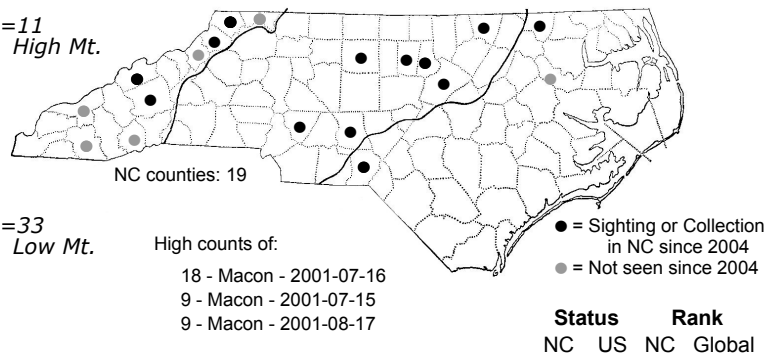 =11
High Mt.
NC counties: 19
=33
Low Mt.
High counts of:
18 - Macon - 2001-07-16
9 - Macon - 2001-07-15
9 - Macon - 2001-08-17
= Sighting or Collection
in NC since 2004
= Not seen since 2004
Status Rank
NC US NC Global